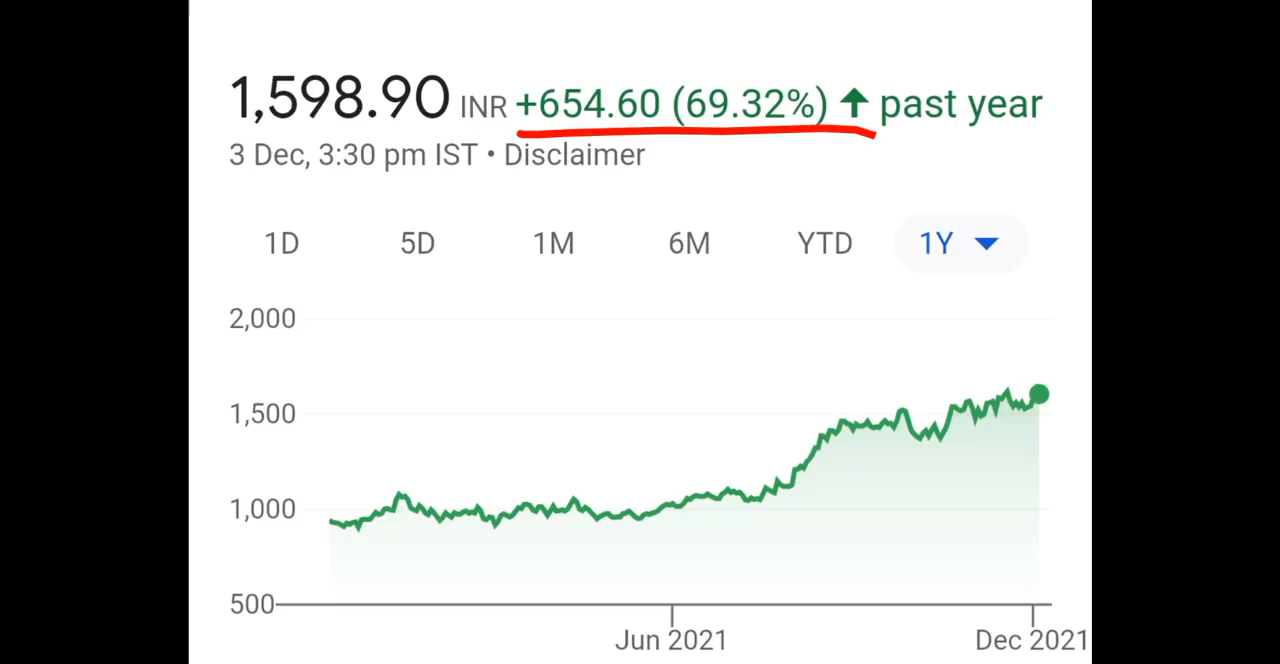 1,598.90 INR +654.60 (69.32%) ↑ past year
3 Dec, 3:30 pm IST • Disclaimer
1D 5D 1M 6M YTD 1Y
2,000
1,500
1,000
500
Jun 2021 Dec 2021